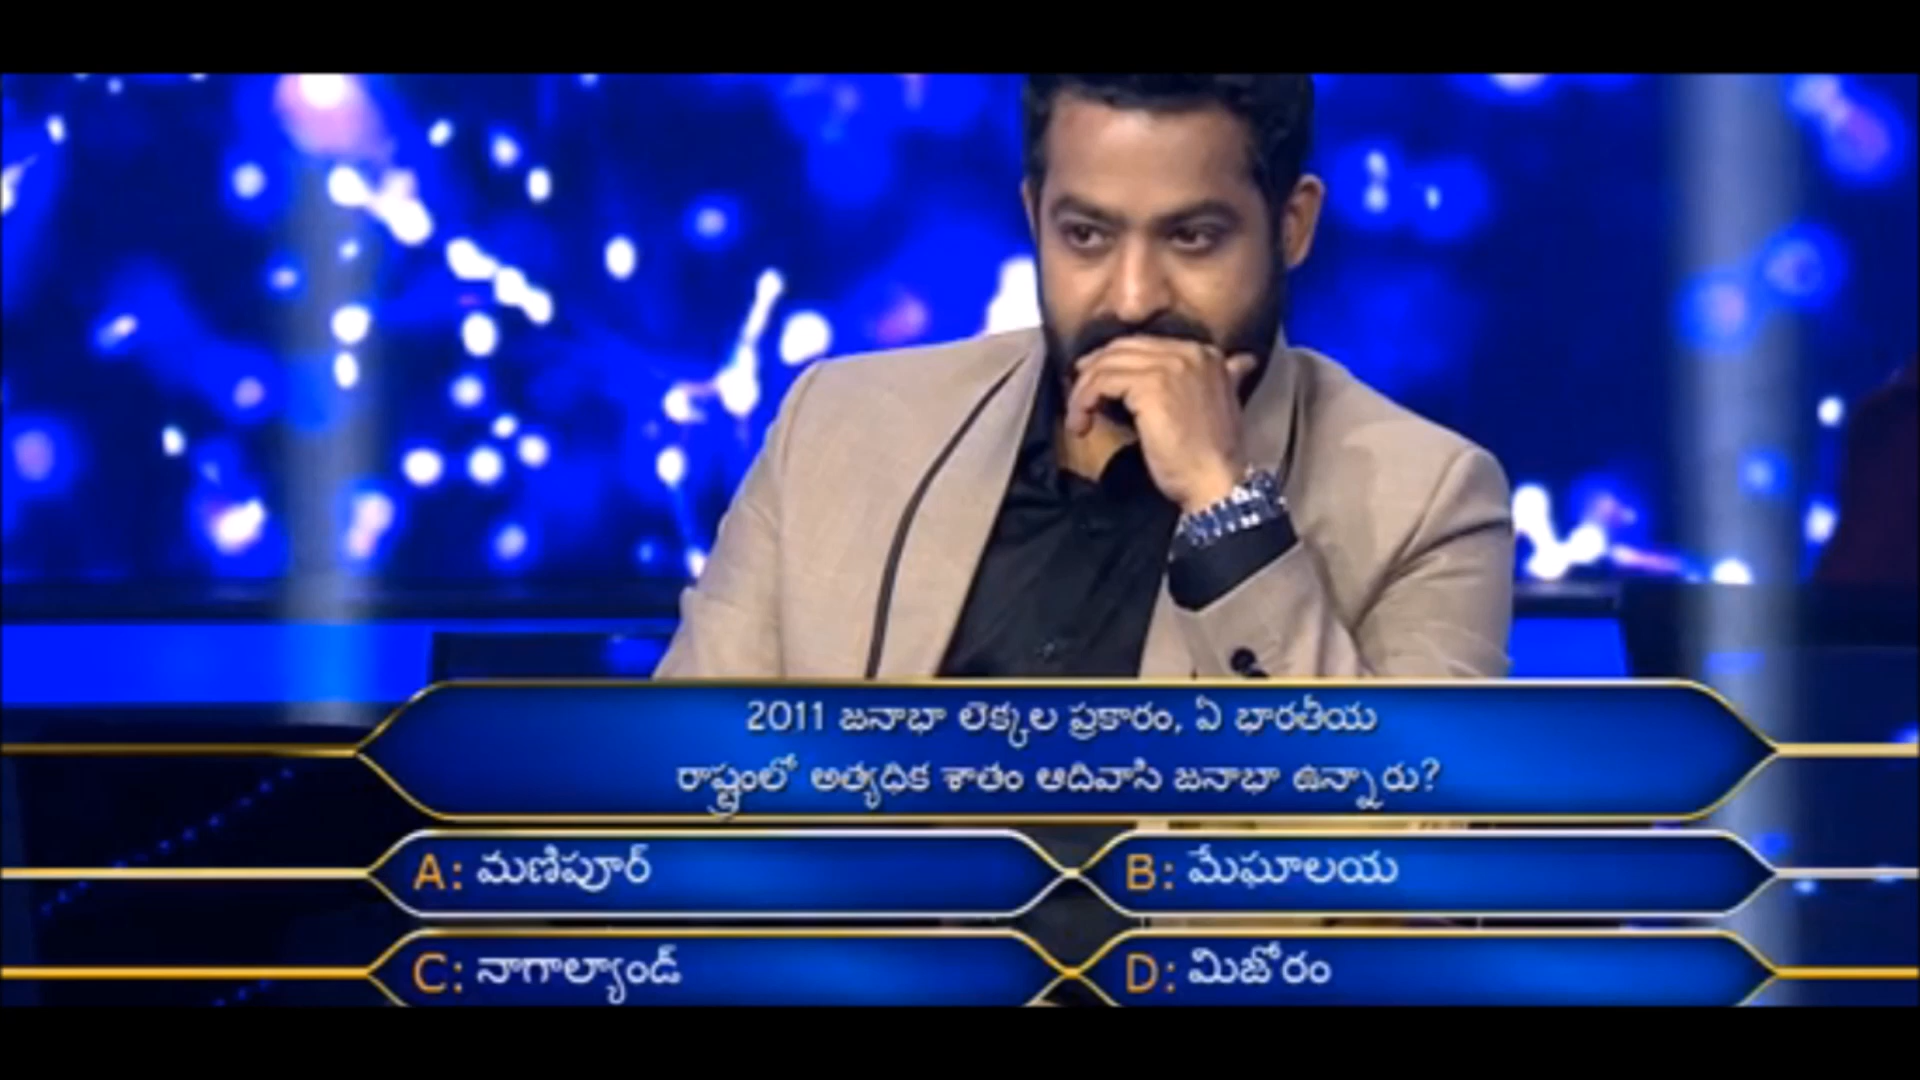 2011 జనాభా లెక్కల ప్రకారం, ఏ భారతీయ
రాష్ట్రంలో అత్యధిక శాతం ఆదివాసి జనాభా ఉన్నారు?
A: మణిపూర్
B: మేఘాలయ
C: నాగాల్యాండ్
D: మిజోరం